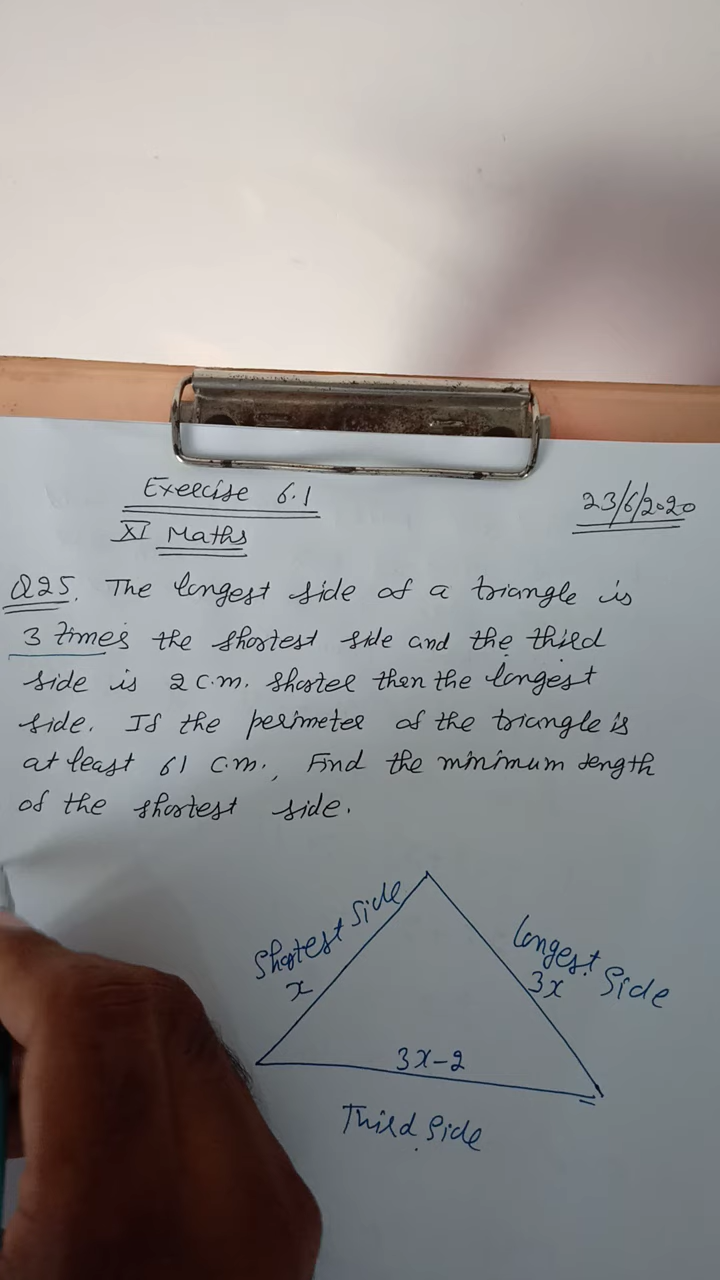 Exercise 6.1
23/6/2020
XI Maths
Q25. The longest side of a triangle is
3 times the shortest side and the third
side is 2 c.m. shorter then the longest
side. If the perimeter of the triangle is
at least 61 c.m., Find the minimum length
of the shortest side.
Shortest Side
x
Longest Side
3x
3x-2
Third Side